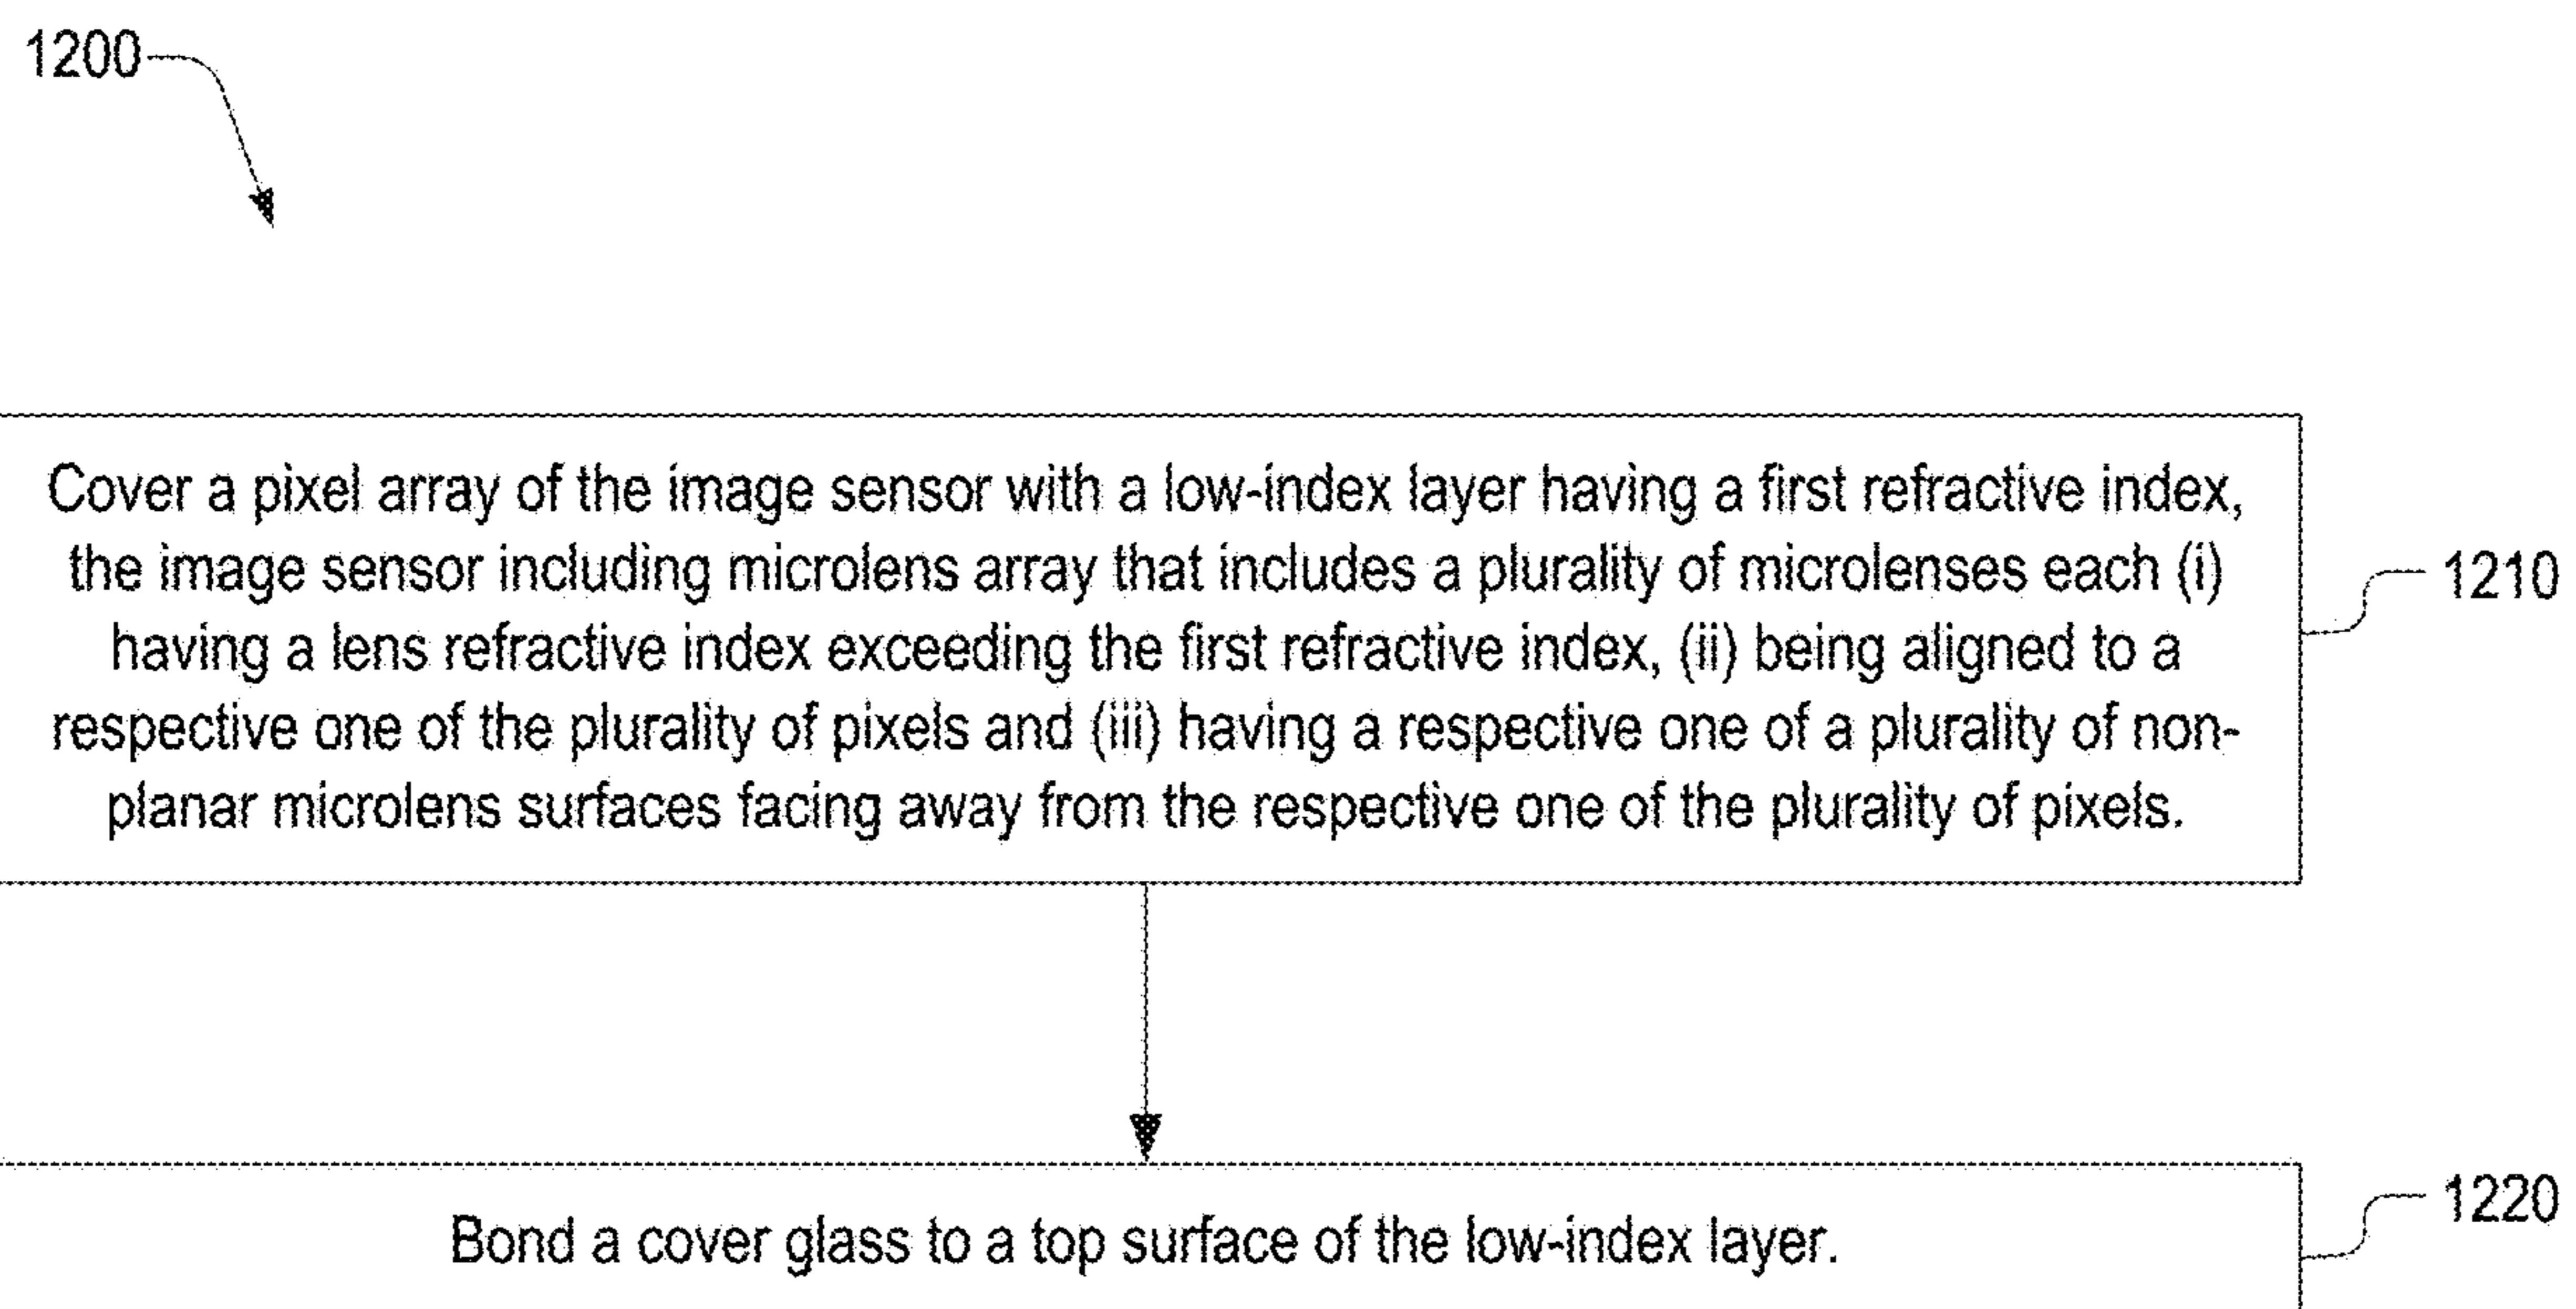 1200
Cover a pixel array of the image sensor with a low-index layer having a first refractive index,
the image sensor including microlens array that includes a plurality of microlenses each (i)
having a lens refractive index exceeding the first refractive index, (ii) being aligned to a
respective one of the plurality of pixels and (iii) having a respective one of a plurality of non-
planar microlens surfaces facing away from the respective one of the plurality of pixels.
1210
Bond a cover glass to a top surface of the low-index layer.
1220